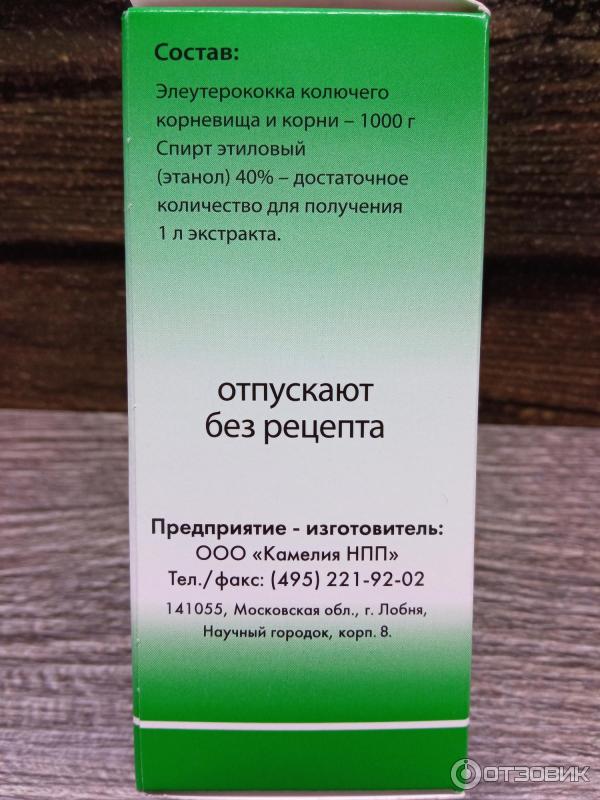 Состав:
Элеутерококка колючего
корневища и корни – 1000 г
Спирт этиловый
(этанол) 40% – достаточное
количество для получения
1 л экстракта.
отпускают
без рецепта
Предприятие - изготовитель:
ООО «Камелия НПП»
Тел./факс: (495) 221-92-02
141055, Московская обл., г. Лобня,
Научный городок, корп. 8.
ОТЗОВИК